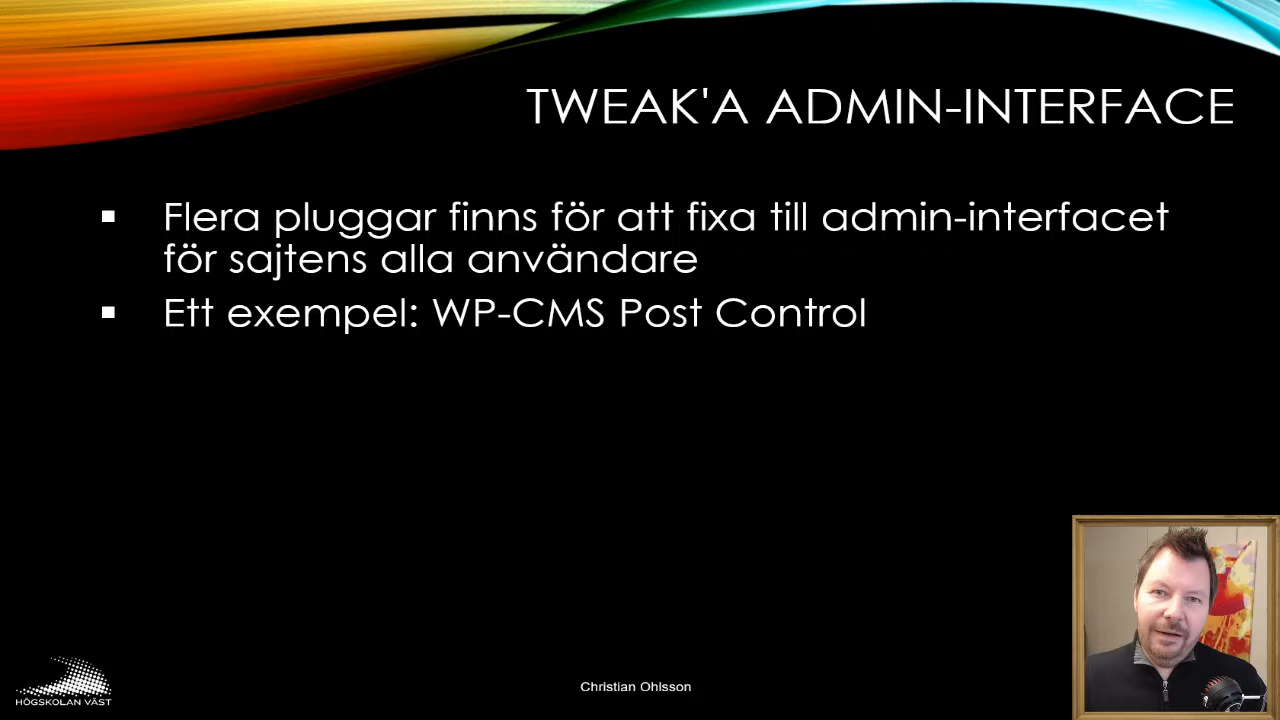 TWEAK'A ADMIN-INTERFACE
▪ Flera pluggar finns för att fixa till admin-interfacet
för sajtens alla användare
▪ Ett exempel: WP-CMS Post Control
HÖGSKOLAN VÄST
Christian Ohlsson